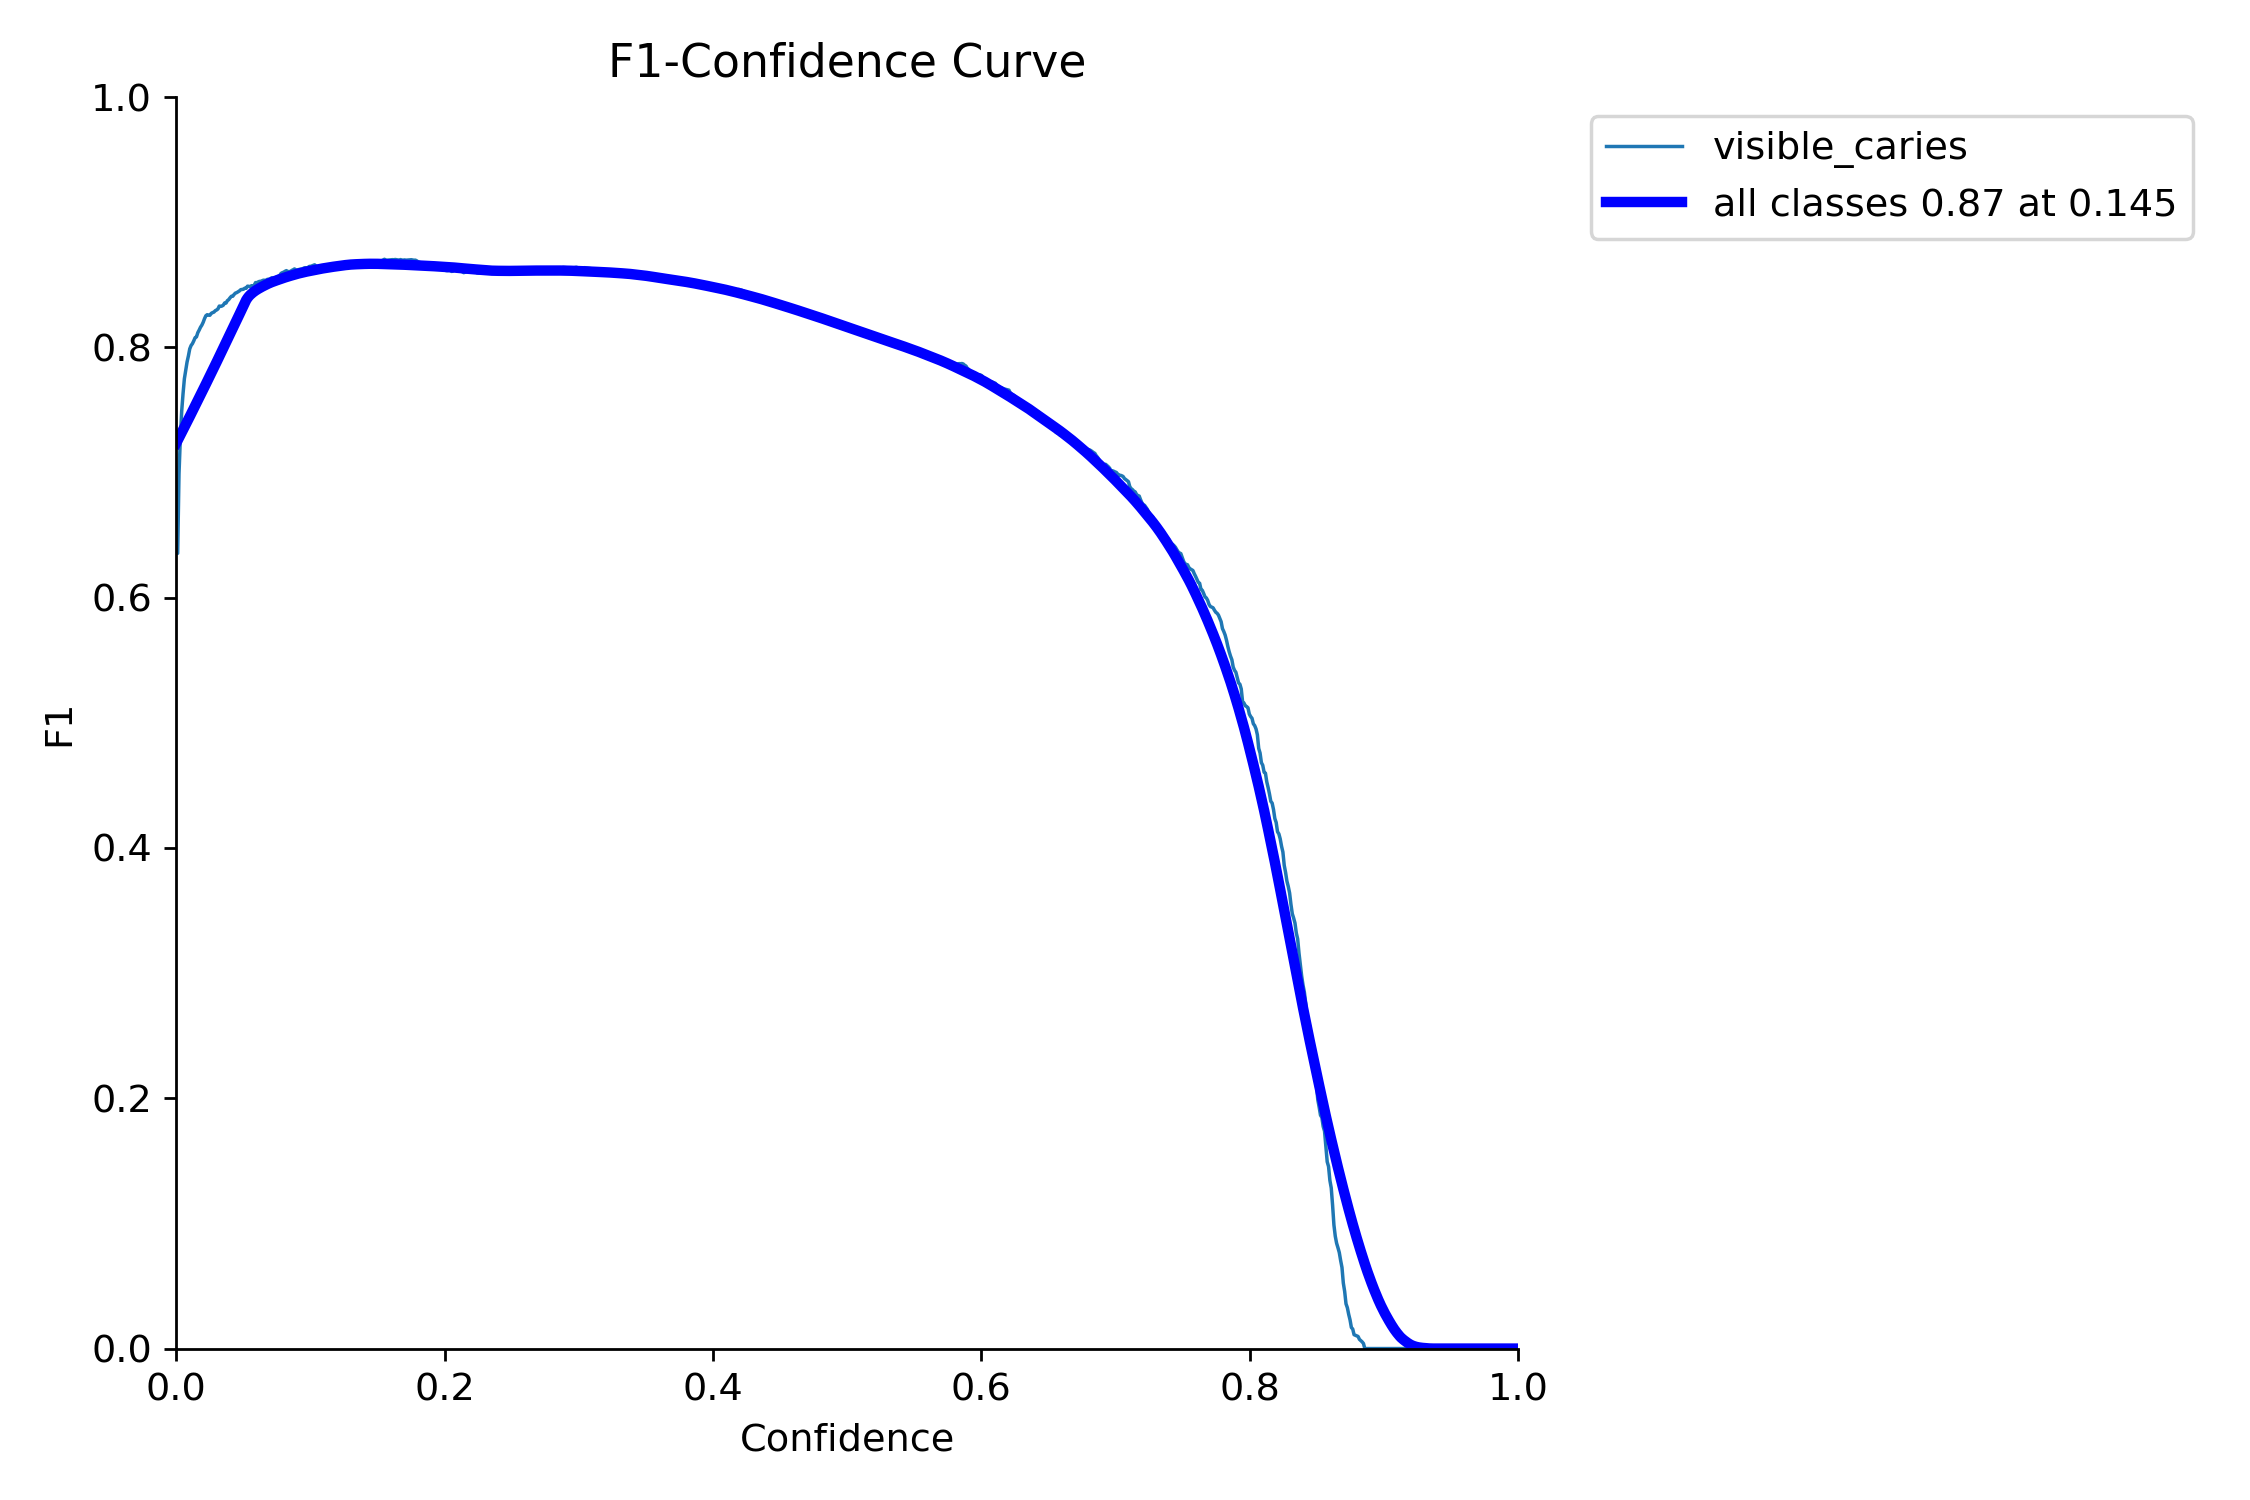 F1-Confidence Curve
visible_caries
all classes 0.87 at 0.145
1.0
0.8
0.6
0.4
0.2
0.0
F1
0.0 0.2 0.4 0.6 0.8 1.0
Confidence